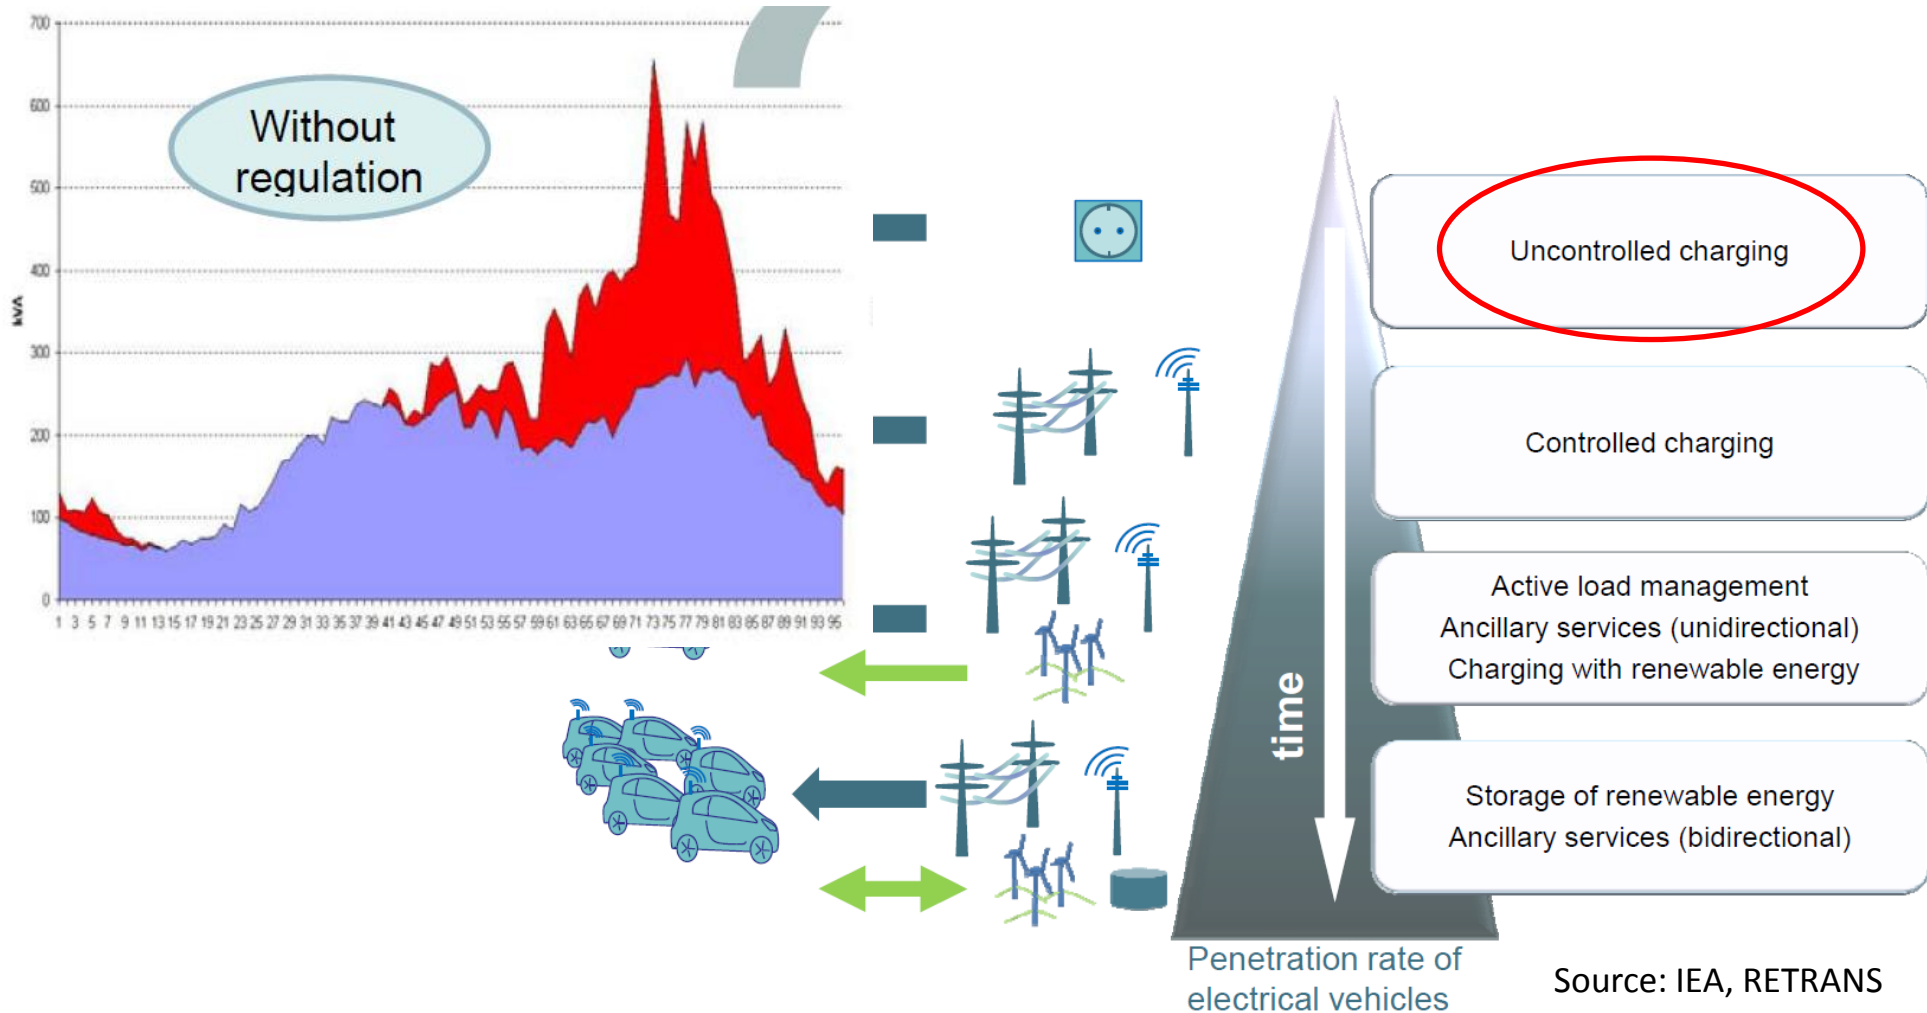 700
600
500
400
300
200
100
0
kVA
1 3 5 7 9 11 13 15 17 19 21 23 25 27 29 31 33 35 37 39 41 43 45 47 49 51 53 55 57 59 61 63 65 67 69 71 73 75 77 79 81 83 85 87 89 91 93 95
Without
regulation
Uncontrolled charging
Controlled charging
Active load management
Ancillary services (unidirectional)
Charging with renewable energy
Storage of renewable energy
Ancillary services (bidirectional)
time
Penetration rate of
electrical vehicles
Source: IEA, RETRANS